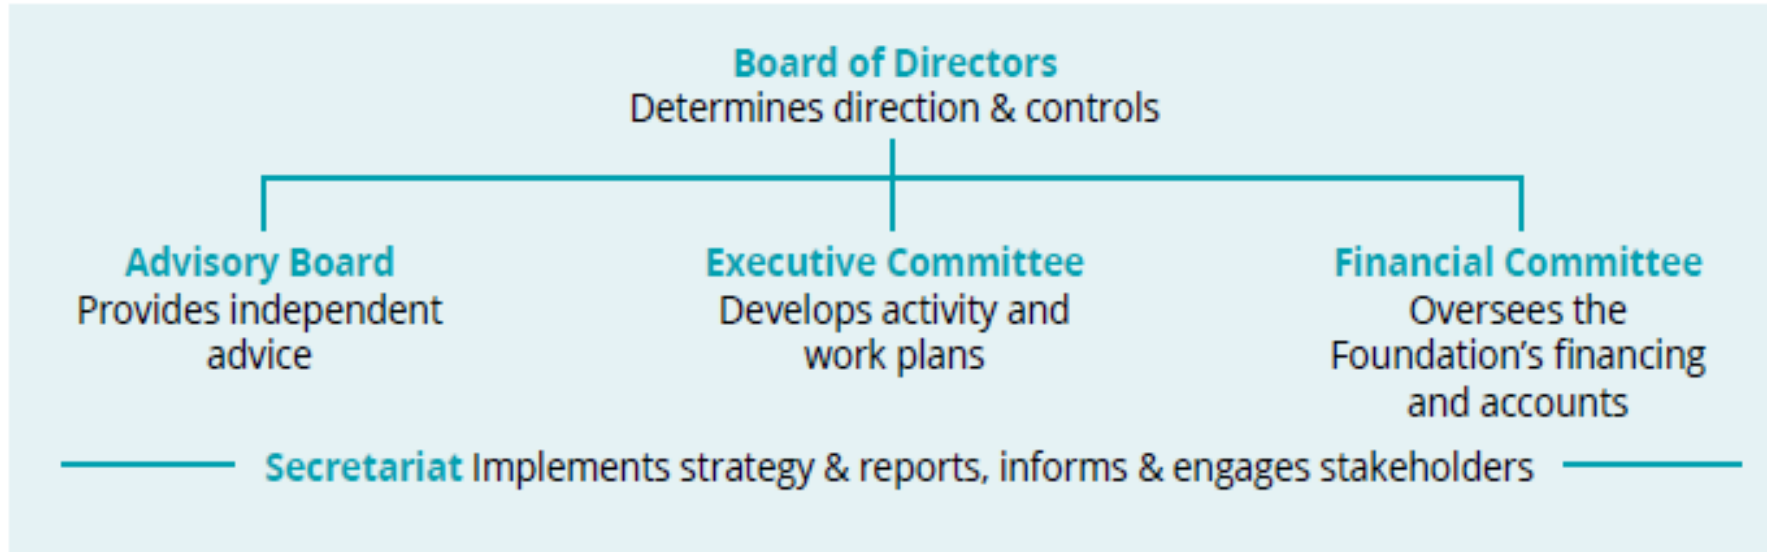 Board of Directors
Determines direction & controls
Advisory Board
Provides independent
advice
Executive Committee
Develops activity and
work plans
Financial Committee
Oversees the
Foundation’s financing
and accounts
Secretariat Implements strategy & reports, informs & engages stakeholders